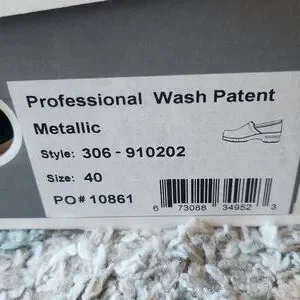 Professional Wash Patent
Metallic
Style: 306-910202
Size: 40
PO# 10861
6 73088 34952 3